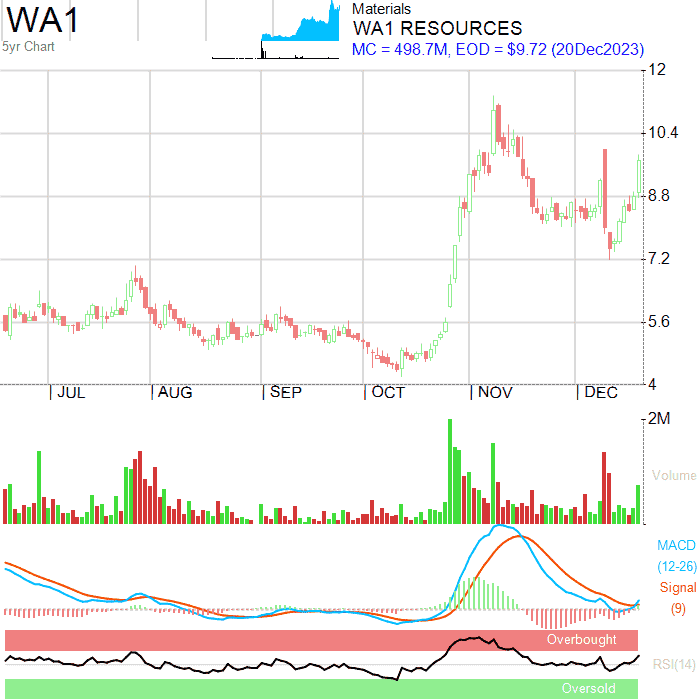 WA1
5yr Chart
Materials
WA1 RESOURCES
MC = 498.7M, EOD = $9.72 (20Dec2023)
12
10.4
8.8
7.2
5.6
4
JUL
AUG
SEP
OCT
NOV
DEC
2M
Volume
MACD
(12-26)
Signal
(9)
Overbought
RSI(14)
Oversold